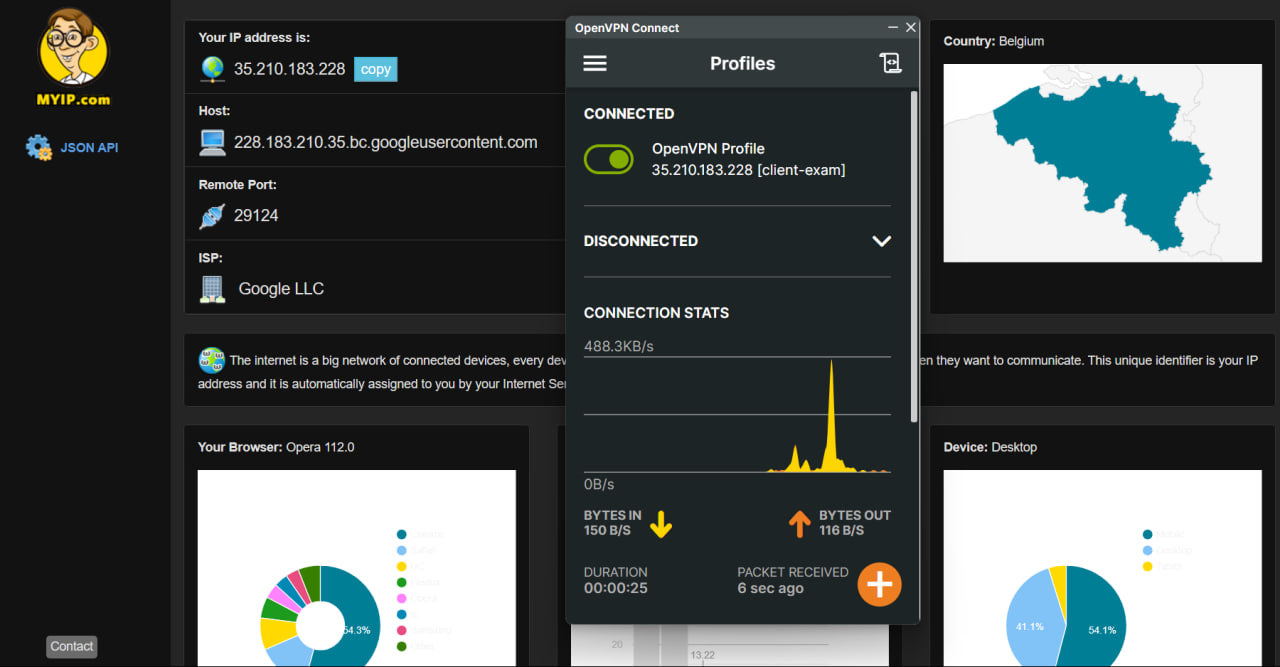 MYIP.com
JSON API
Contact
Your IP address is:
35.210.183.228 copy
Host:
228.183.210.35.bc.googleusercontent.com
Remote Port:
29124
ISP:
Google LLC
The internet is a big network of connected devices, every
address and it is automatically assigned to you by your Internet
Your Browser: Opera 112.0
54.3%
OpenVPN Connect
Profiles
CONNECTED
OpenVPN Profile
35.210.183.228 [client-exam]
DISCONNECTED
CONNECTION STATS
488.3KB/s
0B/s
BYTES IN
150 B/S
BYTES OUT
116 B/S
DURATION
00:00:25
PACKET RECEIVED
6 sec ago
20
13.22
Country: Belgium
they want to communicate. This unique identifier is your IP
Device: Desktop
Mobile
Desktop
41.1%
54.1%